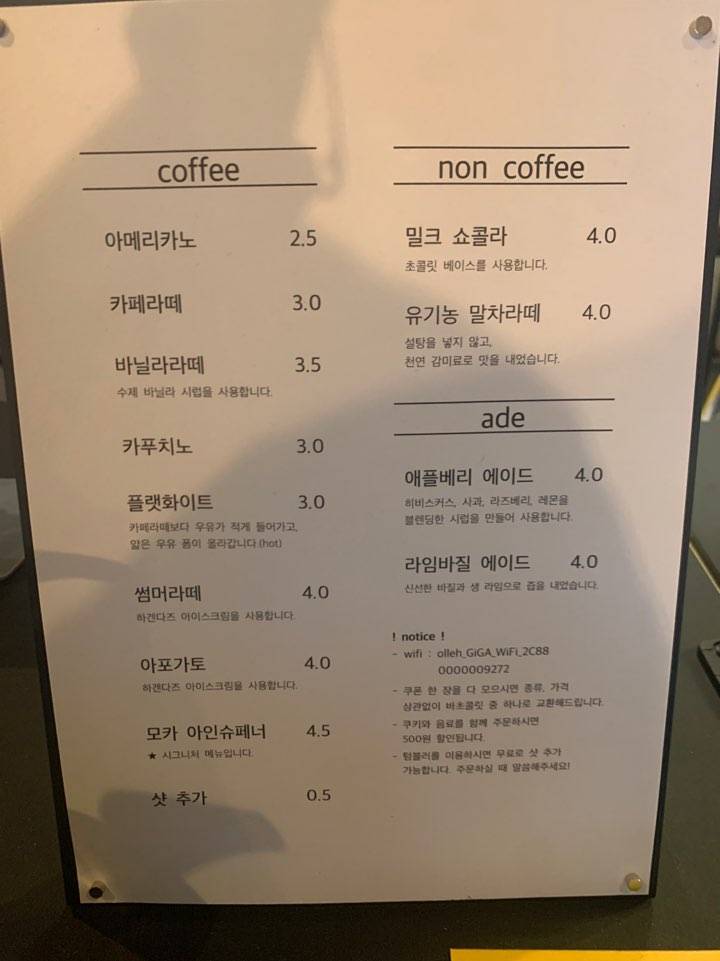 coffee
아메리카노 2.5
카페라떼 3.0
바닐라라떼 3.5
수제 바닐라 시럽을 사용합니다.
카푸치노 3.0
플랫화이트 3.0
카페라떼보다 우유가 적게 들어가고,
얇은 우유 폼이 올라갑니다.(hot)
썸머라떼 4.0
하겐다즈 아이스크림을 사용합니다.
아포가토 4.0
하겐다즈 아이스크림을 사용합니다.
모카 아인슈페너 4.5
★ 시그니처 메뉴입니다.
샷 추가 0.5
non coffee
밀크 쇼콜라 4.0
초콜릿 베이스를 사용합니다.
유기농 말차라떼 4.0
설탕을 넣지 않고,
천연 감미료로 맛을 내었습니다.
ade
애플베리 에이드 4.0
히비스커스, 사과, 라즈베리, 레몬을
블렌딩한 시럽을 만들어 사용합니다.
라임바질 에이드 4.0
신선한 바질과 생 라임으로 즙을 내었습니다.
! notice !
- wifi : olleh_GiGA_WiFi_2C88
0000009272
- 쿠폰 한 장을 다 모으시면 종류, 가격
상관없이 바초콜릿 중 하나로 교환해드립니다.
- 쿠키와 음료를 함께 주문하시면
500원 할인됩니다.
- 텀블러를 이용하시면 무료로 샷 추가
가능합니다. 주문하실 때 말씀해주세요!